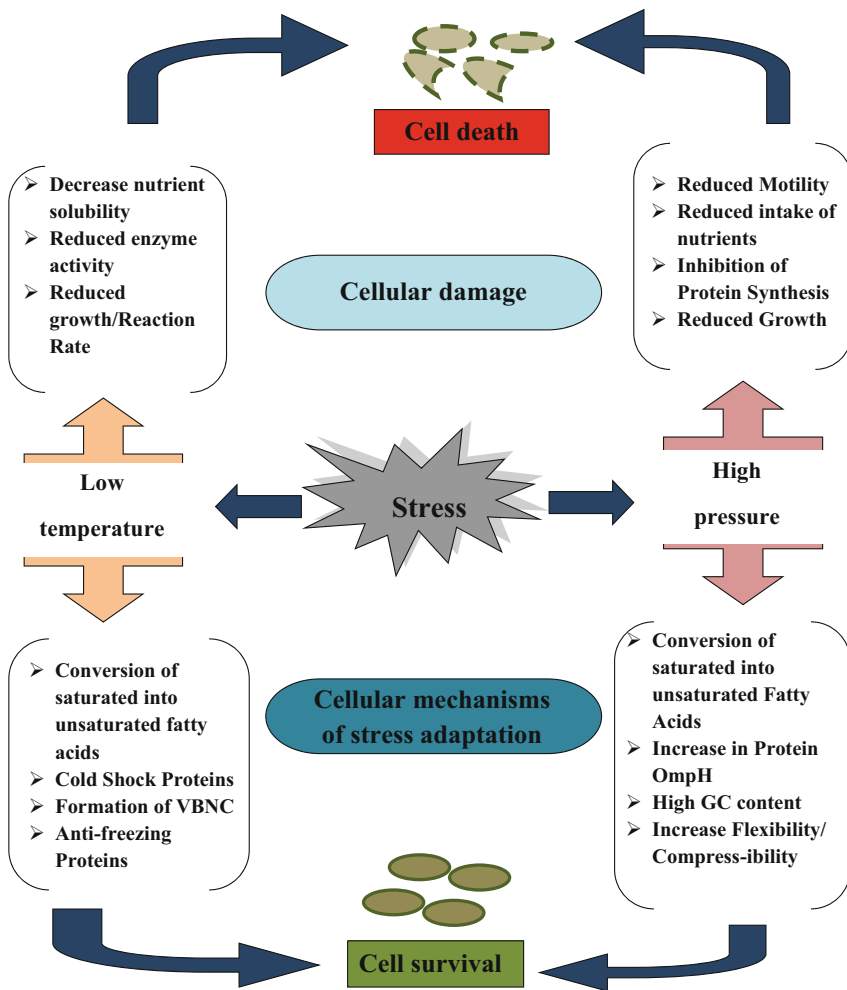 Cell death
➢ Decrease nutrient
solubility
➢ Reduced enzyme
activity
➢ Reduced
growth/Reaction
Rate
Cellular damage
➢ Reduced Motility
➢ Reduced intake of
nutrients
➢ Inhibition of
Protein Synthesis
➢ Reduced Growth
Low
temperature
Stress
High
pressure
➢ Conversion of
saturated into
unsaturated fatty
acids
➢ Cold Shock Proteins
➢ Formation of VBNC
➢ Anti-freezing
Proteins
Cellular mechanisms
of stress adaptation
➢ Conversion of
saturated into
unsaturated Fatty
Acids
➢ Increase in Protein
OmpH
➢ High GC content
➢ Increase Flexibility/
Compress-ibility
Cell survival